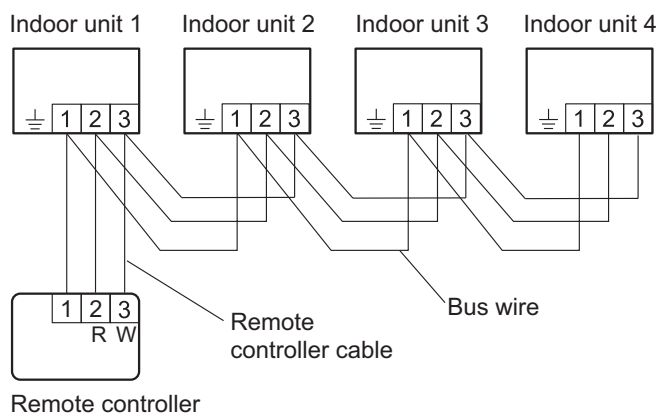 Indoor unit 1 Indoor unit 2 Indoor unit 3 Indoor unit 4
1 2 3 1 2 3 1 2 3 1 2 3
1 2 3
R W
Bus wire
Remote
controller cable
Remote controller